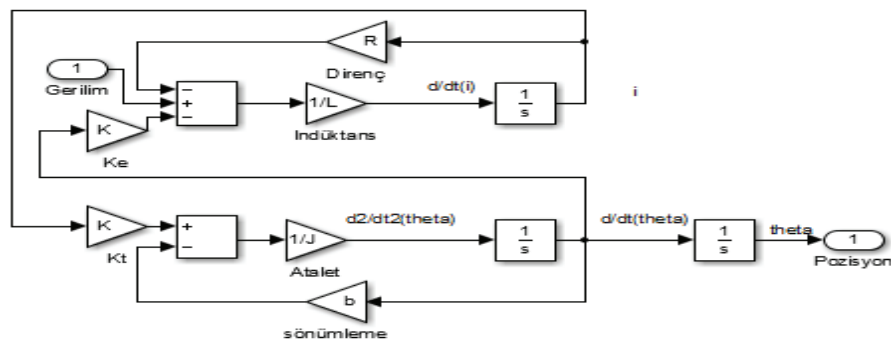 R
Direnç
1
Gerilim
−
+
−
1/L
İndüktans
d/dt(i)
1
s
i
K
Ke
K
Kt
+
−
1/J
Atalet
d2/dt2(theta)
1
s
d/dt(theta)
1
s
theta
1
Pozisyon
b
sönümleme